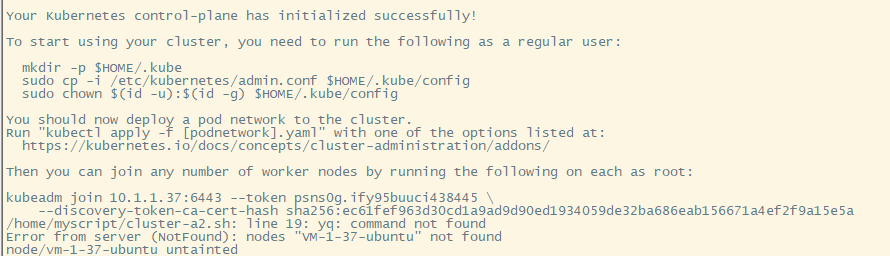 Your Kubernetes control-plane has initialized successfully!
To start using your cluster, you need to run the following as a regular user:
mkdir -p $HOME/.kube
sudo cp -i /etc/kubernetes/admin.conf $HOME/.kube/config
sudo chown $(id -u):$(id -g) $HOME/.kube/config
You should now deploy a pod network to the cluster.
Run "kubectl apply -f [podnetwork].yaml" with one of the options listed at:
https://kubernetes.io/docs/concepts/cluster-administration/addons/
Then you can join any number of worker nodes by running the following on each as root:
kubeadm join 10.1.1.37:6443 --token psns0g.ify95buuci438445 \
--discovery-token-ca-cert-hash sha256:ec61fef963d30cd1a9ad9d90ed1934059de32ba686eab156671a4ef2f9a15e5a
/home/myscript/cluster-a2.sh: line 19: yq: command not found
Error from server (NotFound): nodes "VM-1-37-ubuntu" not found
node/vm-1-37-ubuntu untainted